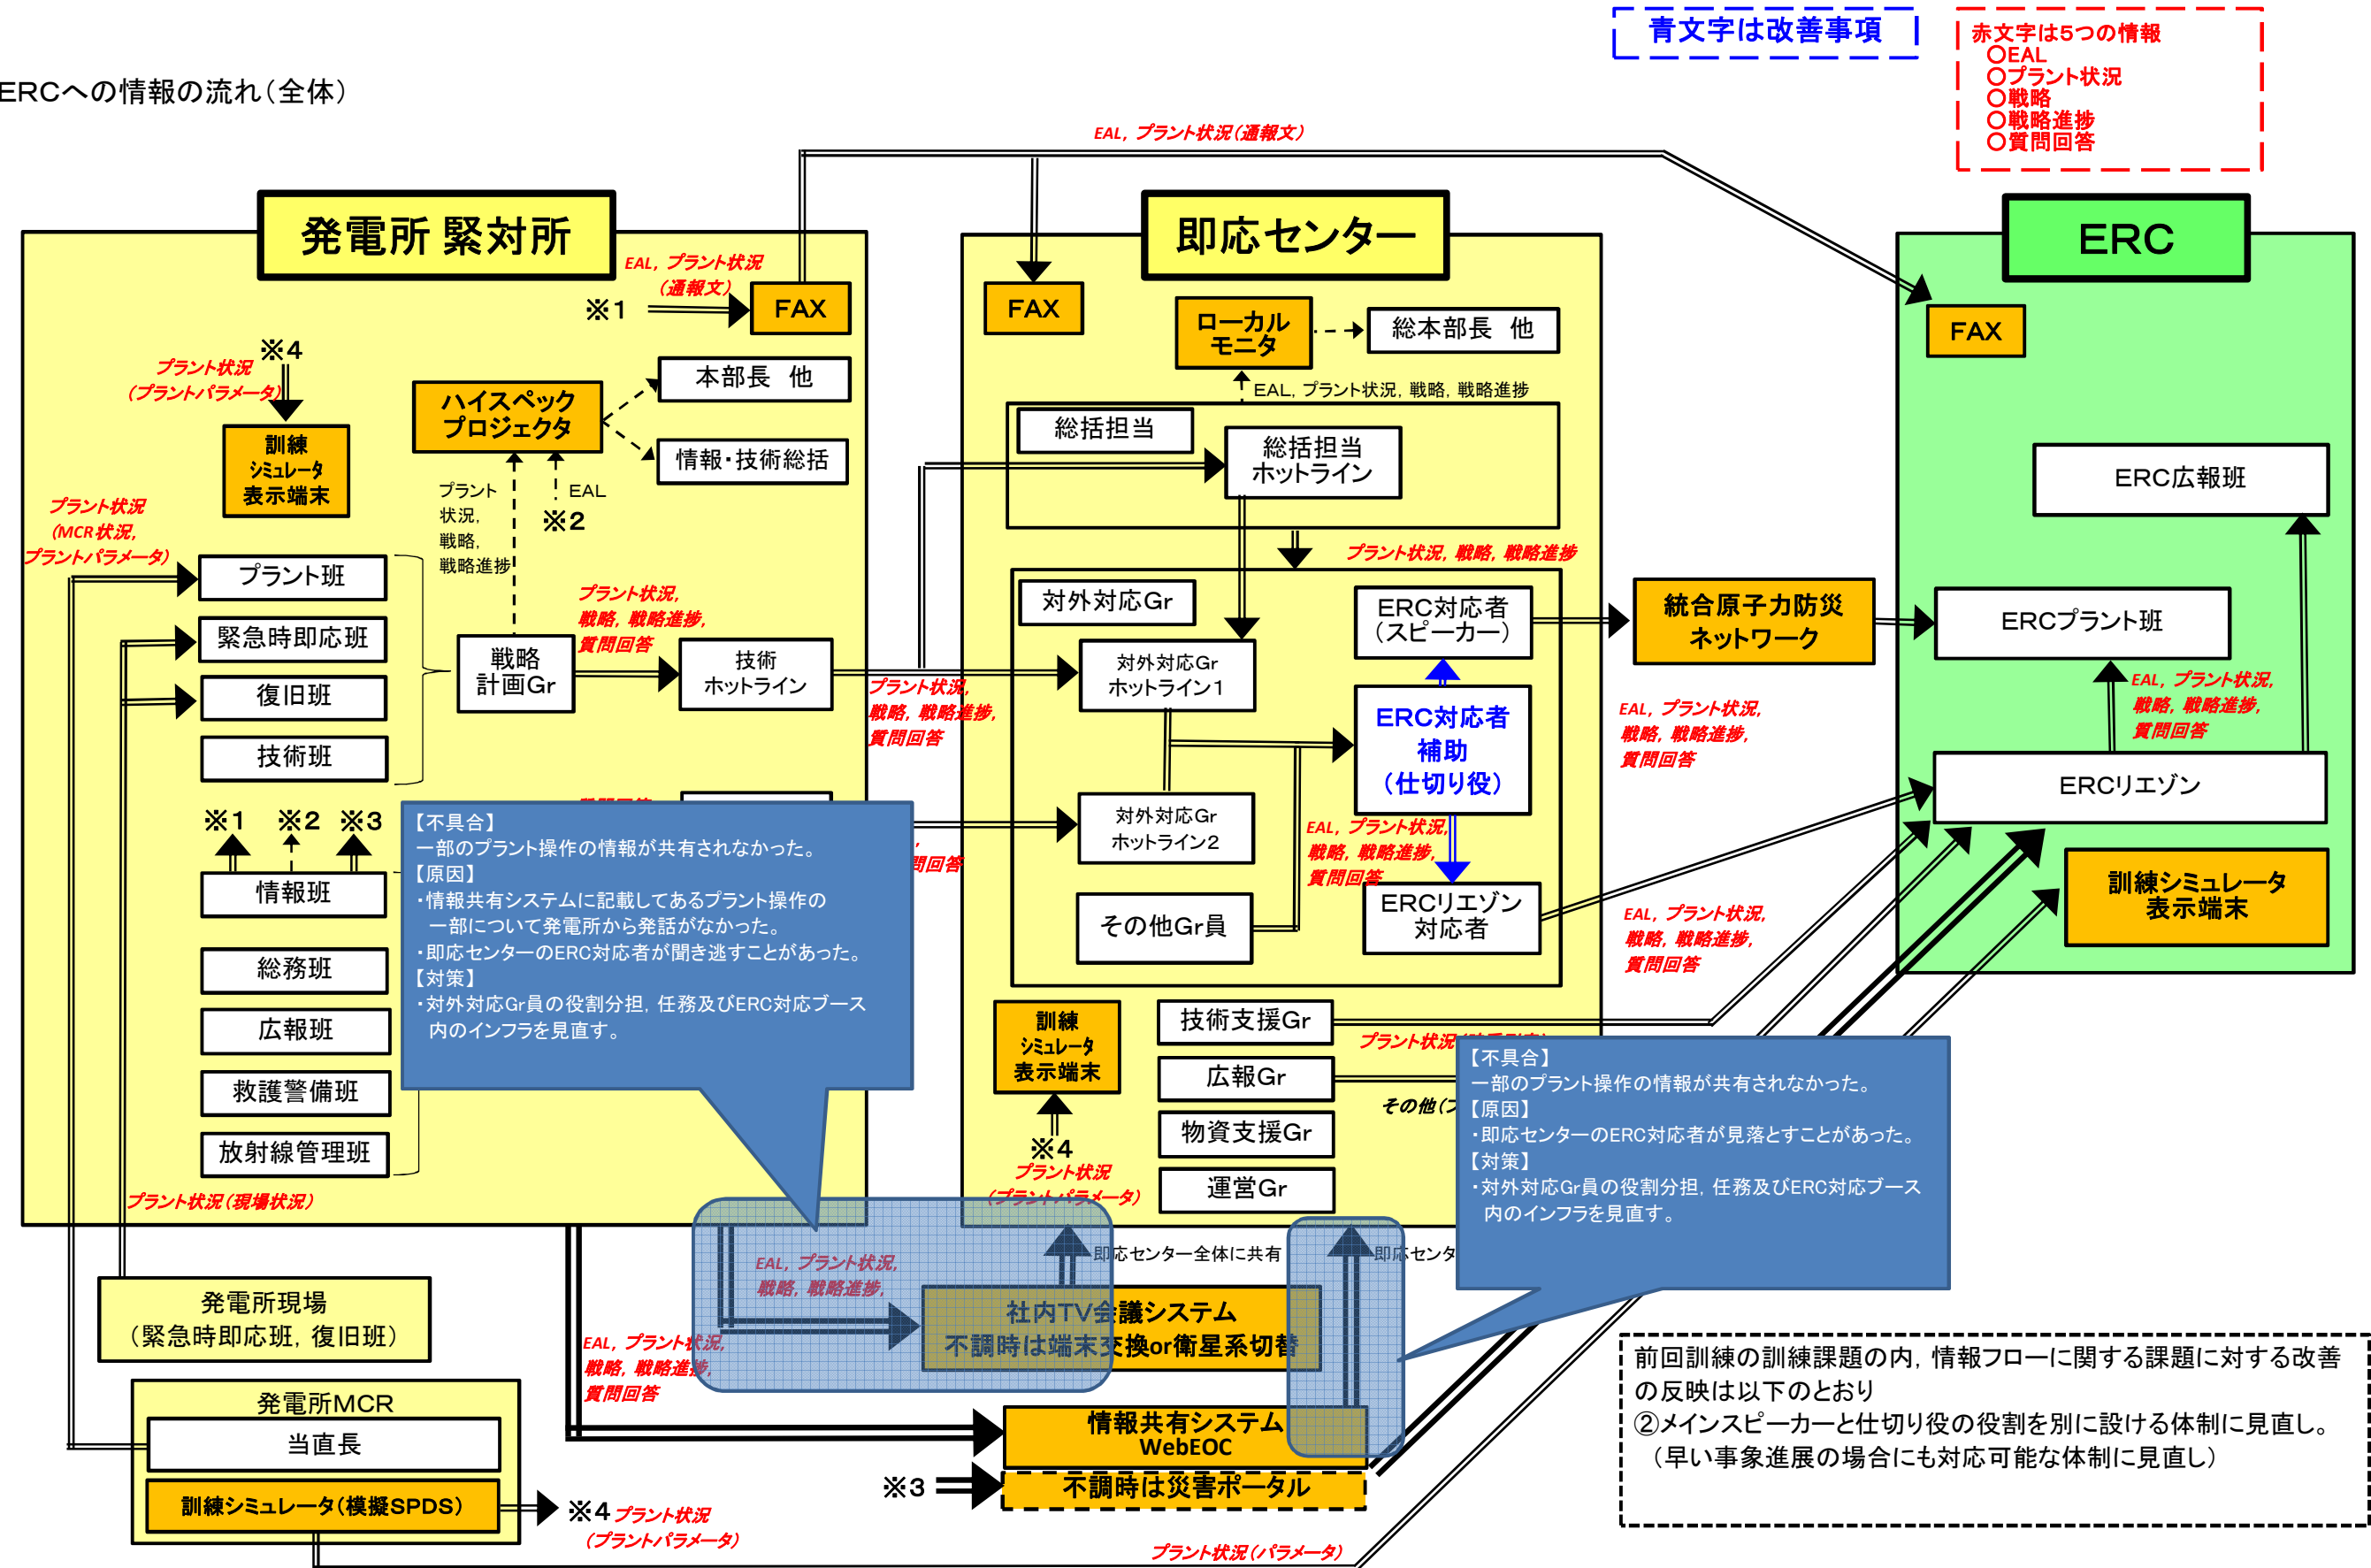 青文字は改善事項
赤文字は5つの情報
○EAL
○プラント状況
○戦略
○戦略進捗
○質問回答
ERCへの情報の流れ(全体)
EAL, プラント状況(通報文)
発電所 緊対所
EAL, プラント状況
(通報文)
※1
FAX
※4
プラント状況
(プラントパラメータ)
訓練
シミュレータ
表示端末
ハイスペック
プロジェクタ
本部長 他
情報・技術総括
プラント
状況,
戦略,
戦略進捗
EAL
※2
プラント状況
(MCR状況,
プラントパラメータ)
プラント班
緊急時即応班
復旧班
技術班
戦略
計画Gr
プラント状況,
戦略, 戦略進捗,
質問回答
技術
ホットライン
プラント状況,
戦略, 戦略進捗,
質問回答
※1
※2
※3
情報班
総務班
広報班
救護警備班
放射線管理班
プラント状況(現場状況)
【不具合】
一部のプラント操作の情報が共有されなかった。
【原因】
・情報共有システムに記載してあるプラント操作の
一部について発電所から発話がなかった。
・即応センターのERC対応者が聞き逃すことがあった。
【対策】
・対外対応Gr員の役割分担, 任務及びERC対応ブース
内のインフラを見直す。
問回答
即応センター
FAX
ローカル
モニタ
総本部長 他
EAL, プラント状況, 戦略, 戦略進捗
総括担当
総括担当
ホットライン
プラント状況, 戦略, 戦略進捗
対外対応Gr
ERC対応者
(スピーカー)
対外対応Gr
ホットライン1
ERC対応者
補助
(仕切り役)
対外対応Gr
ホットライン2
EAL, プラント状況,
戦略, 戦略進捗,
質問回答
その他Gr員
ERCリエゾン
対応者
訓練
シミュレータ
表示端末
※4
プラント状況
(プラントパラメータ)
技術支援Gr
プラント状況
広報Gr
その他(
物資支援Gr
運営Gr
統合原子力防災
ネットワーク
EAL, プラント状況,
戦略, 戦略進捗,
質問回答
EAL, プラント状況,
戦略, 戦略進捗,
質問回答
ERC
FAX
ERC広報班
ERCプラント班
EAL, プラント状況,
戦略, 戦略進捗,
質問回答
ERCリエゾン
訓練シミュレータ
表示端末
【不具合】
一部のプラント操作の情報が共有されなかった。
【原因】
・即応センターのERC対応者が見落とすことがあった。
【対策】
・対外対応Gr員の役割分担, 任務及びERC対応ブース
内のインフラを見直す。
EAL, プラント状況,
戦略, 戦略進捗,
即応センター全体に共有
即応センタ
社内TV会議システム
不調時は端末交換or衛星系切替
EAL, プラント状況,
戦略, 戦略進捗,
質問回答
情報共有システム
WebEOC
※3
不調時は災害ポータル
発電所現場
(緊急時即応班, 復旧班)
発電所MCR
当直長
訓練シミュレータ(模擬SPDS)
※4
プラント状況
(プラントパラメータ)
プラント状況(パラメータ)
前回訓練の訓練課題の内, 情報フローに関する課題に対する改善
の反映は以下のとおり
②メインスピーカーと仕切り役の役割を別に設ける体制に見直し。
(早い事象進展の場合にも対応可能な体制に見直し)